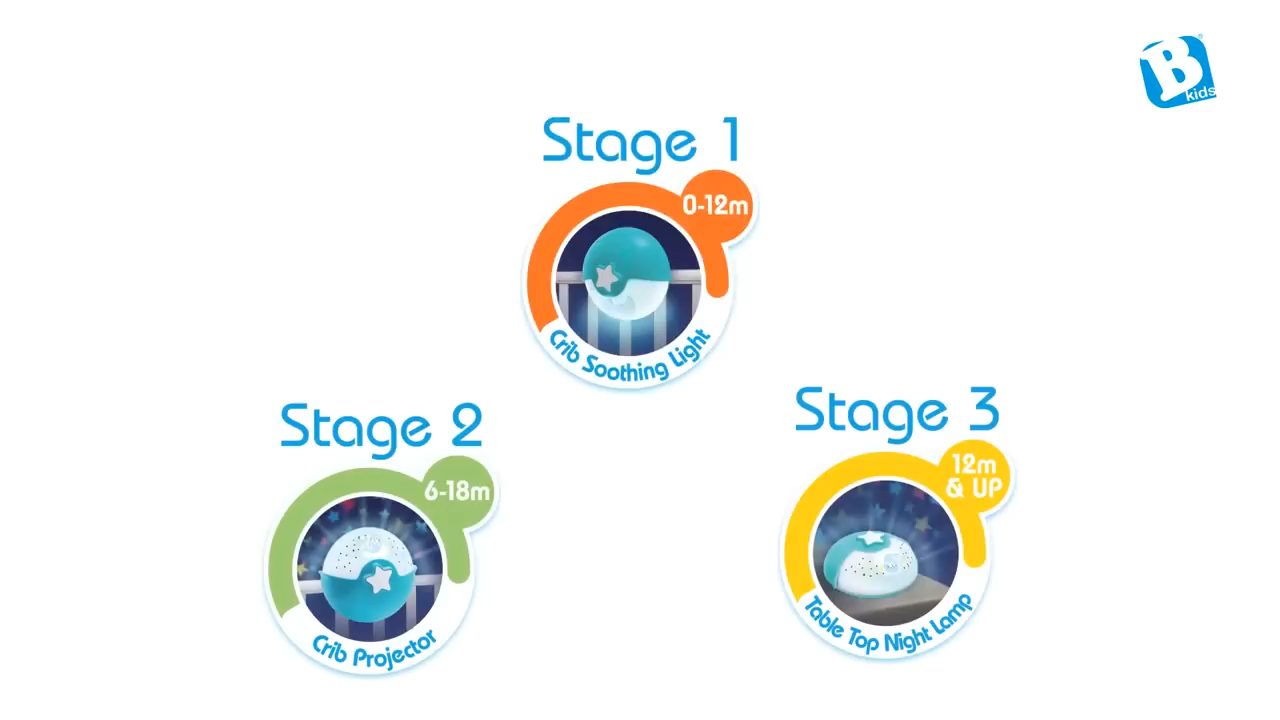 B
kids
Stage 1
0-12m
Crib Soothing Light
Stage 2
6-18m
Crib Projector
Stage 3
12m
& UP
Table Top Night Lamp